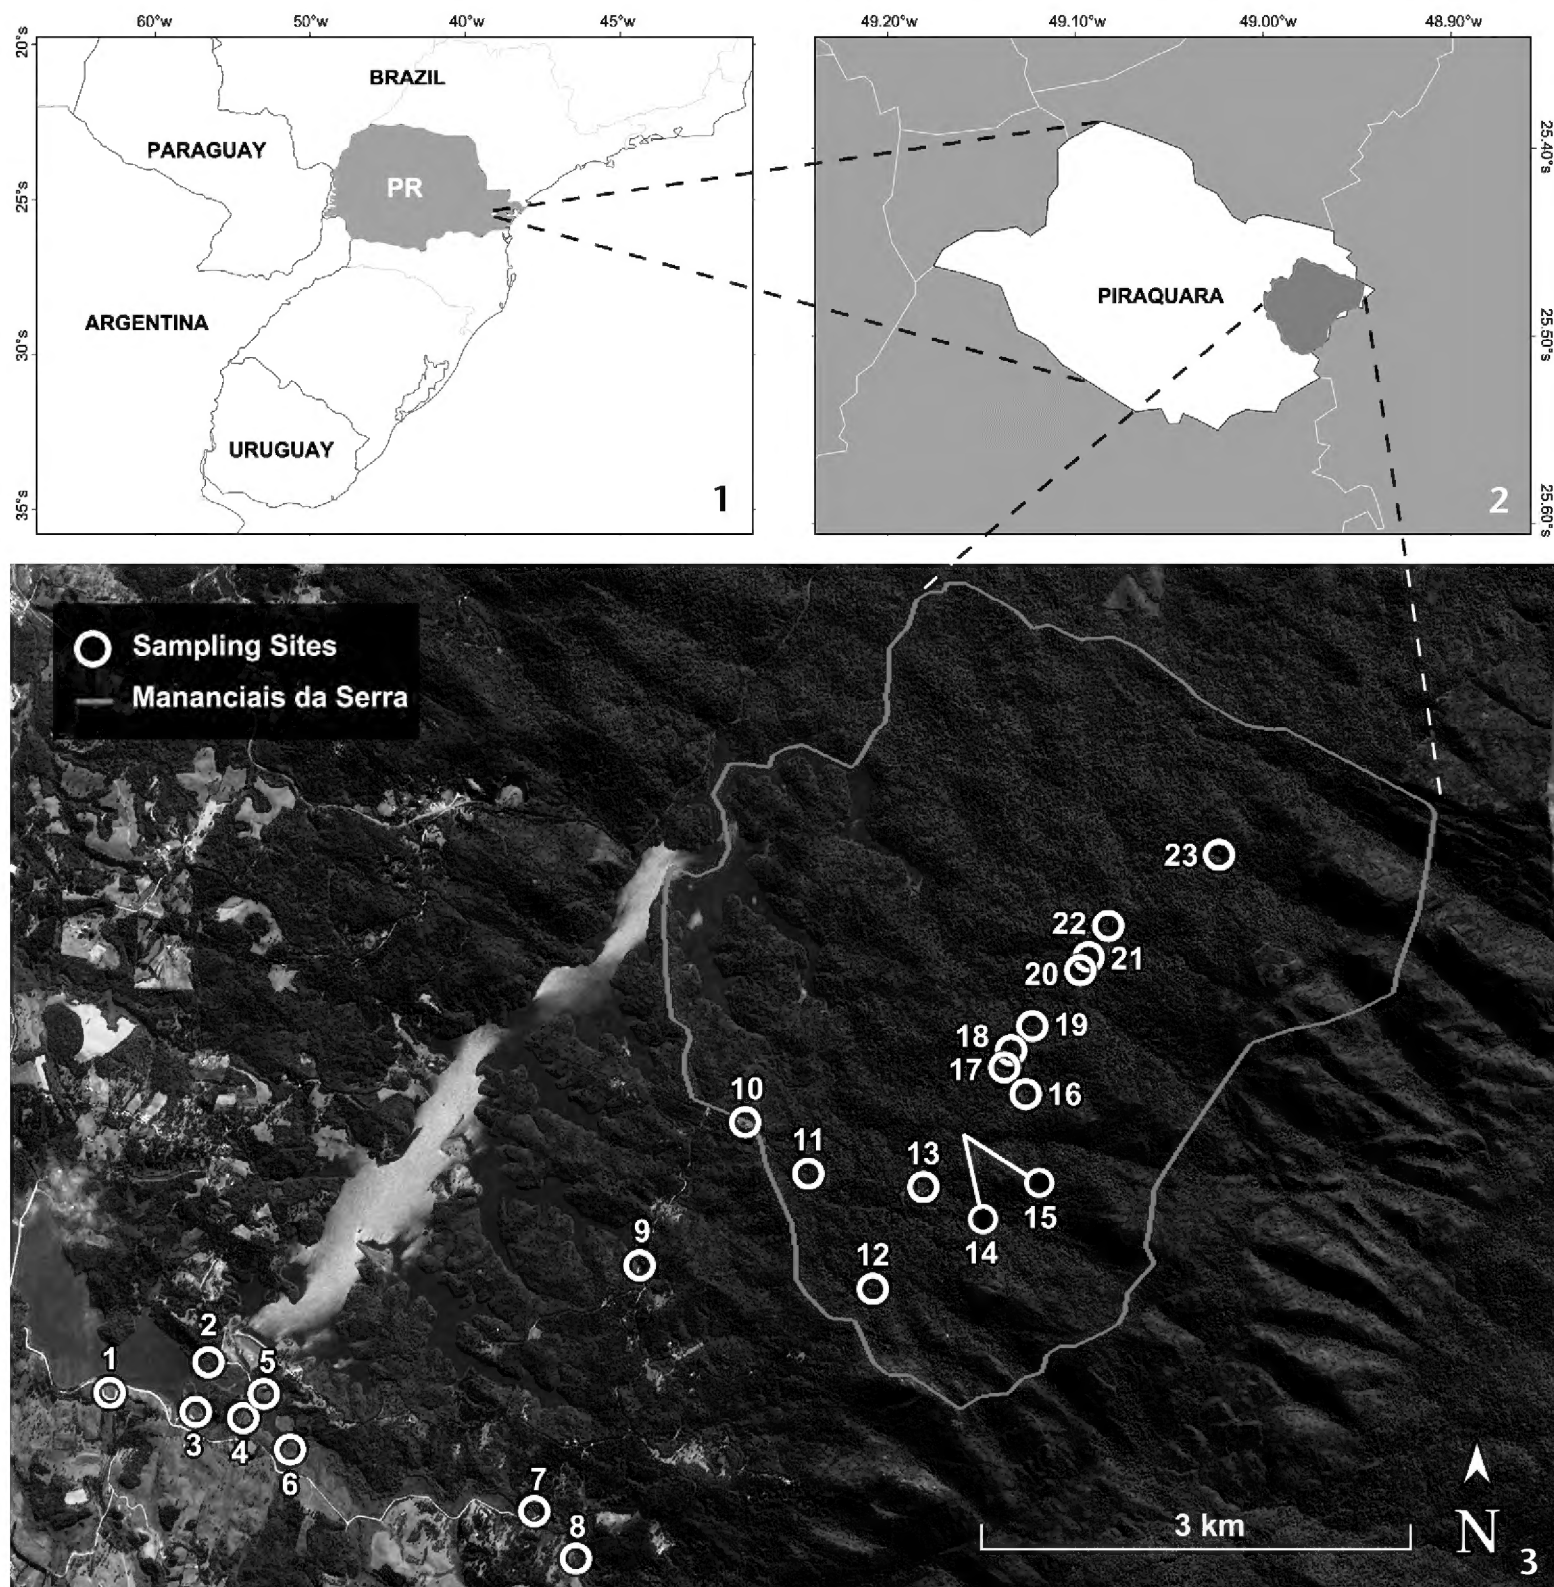 60°w 50°w 40°w 45°w
20°s
25°s
30°s
35°s
BRAZIL
PARAGUAY
PR
ARGENTINA
URUGUAY
1
49.20°w 49.10°w 49.00°w 48.90°w
25.40°s
25.50°s
25.60°s
PIRAQUARA
2
Sampling Sites
Mananciais da Serra
23
22
21
20
19
18
17
16
10
11
13
15
14
9
12
2
1
5
3
4
6
7
8
3 km
N
3